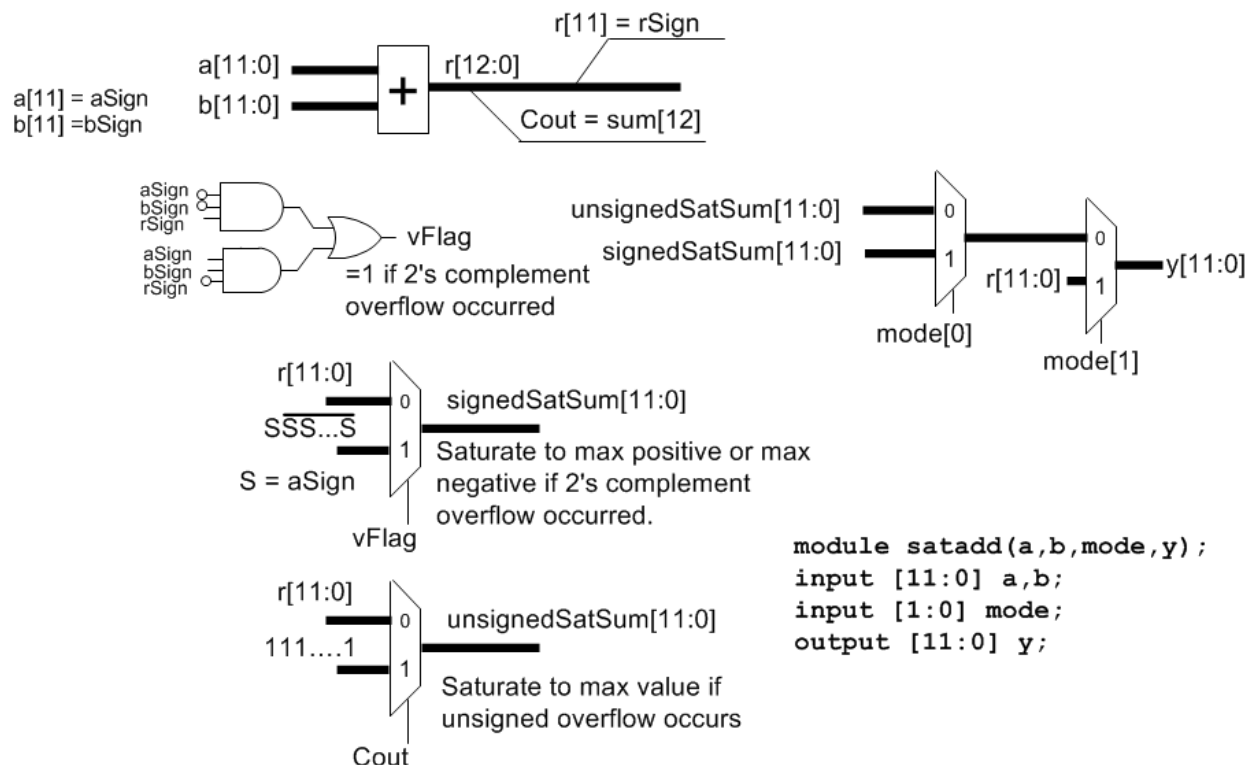 r[11] = rSign
a[11:0]
r[12:0]
+
b[11:0]
Cout = sum[12]
a[11] = aSign
b[11] =bSign
aSign
bSign
rSign
aSign
bSign
rSign
vFlag
=1 if 2's complement
overflow occurred
unsignedSatSum[11:0]
0
signedSatSum[11:0]
1
mode[0]
0
r[11:0]
1
y[11:0]
mode[1]
r[11:0]
0
signedSatSum[11:0]
SSS...S
1
S = aSign
Saturate to max positive or max
negative if 2's complement
overflow occurred.
vFlag
r[11:0]
0
unsignedSatSum[11:0]
111....1
1
Saturate to max value if
unsigned overflow occurs
Cout
module satadd(a,b,mode,y);
input [11:0] a,b;
input [1:0] mode;
output [11:0] y;